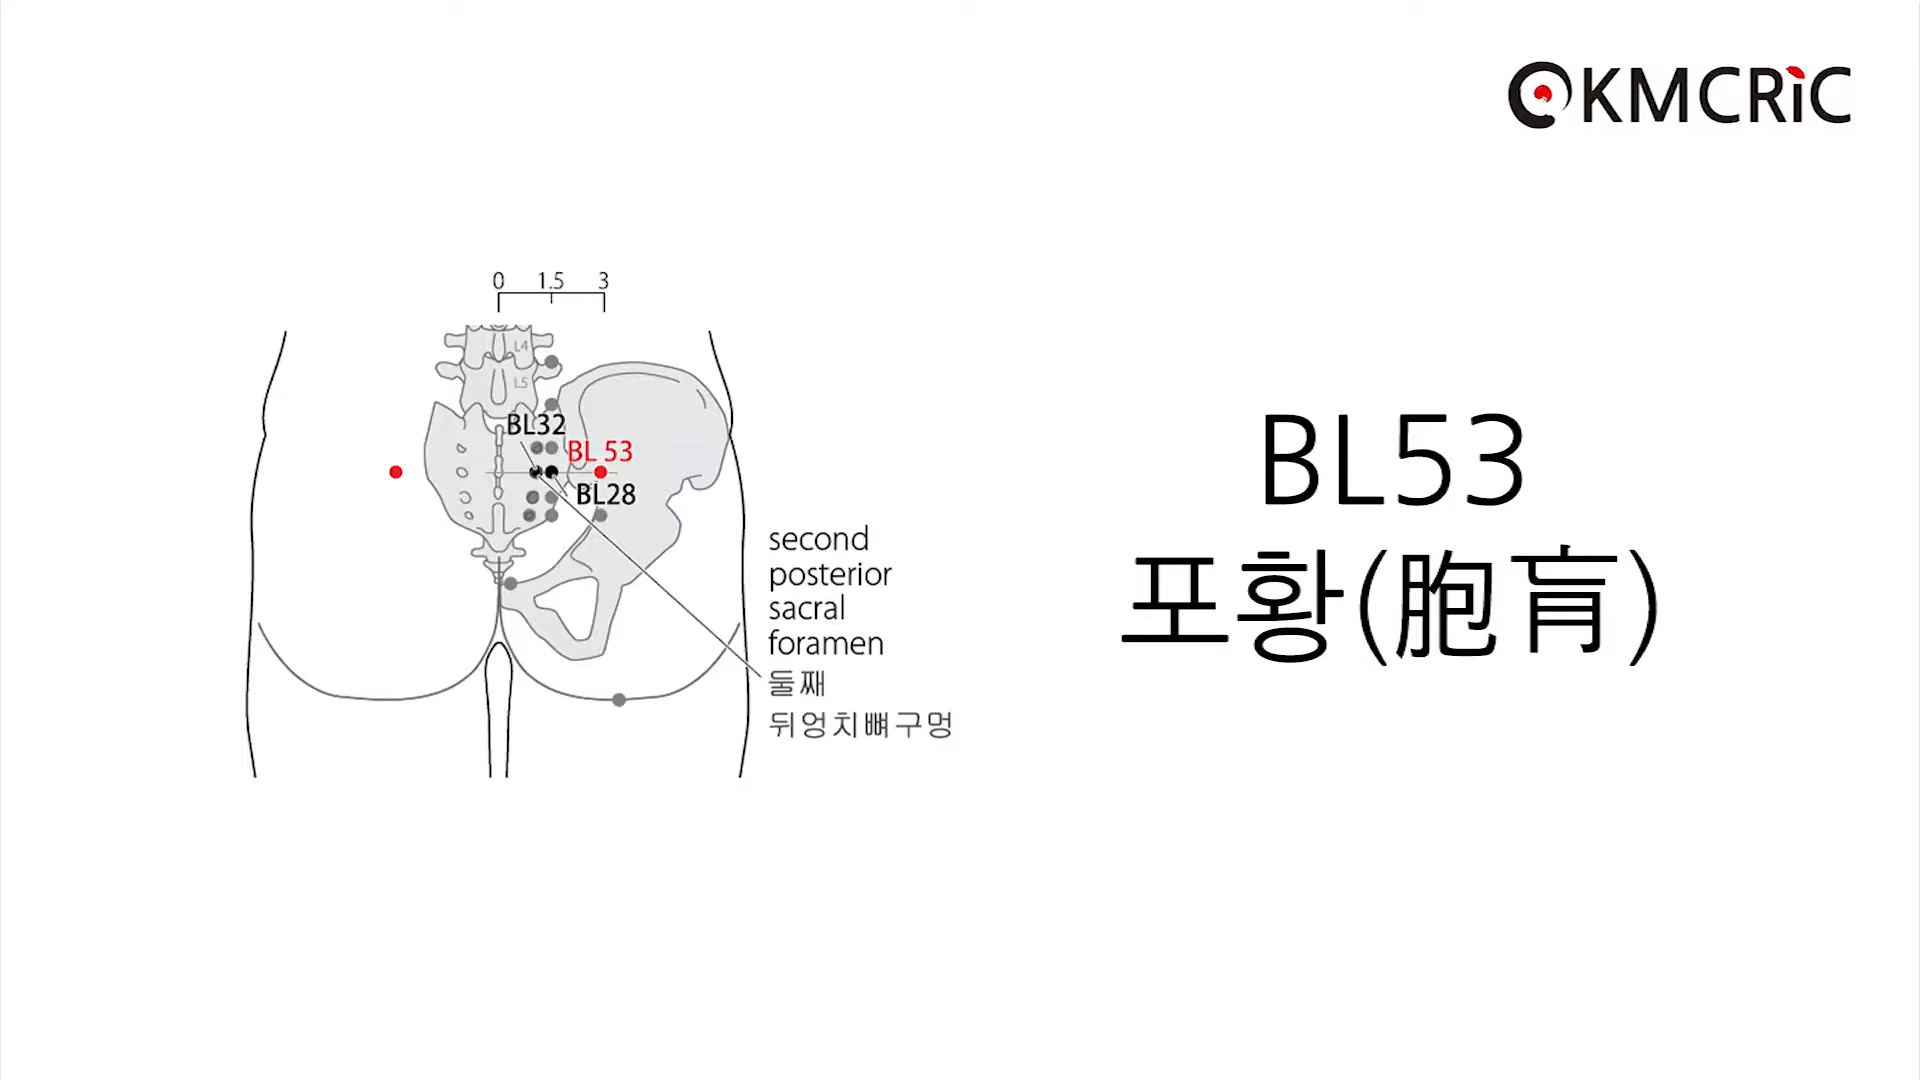 KMCRiC
0 1.5 3
L4
L5
BL32
BL 53
BL28
second
posterior
sacral
foramen
둘째
뒤엉치뼈구멍
BL53
포황(胞肓)